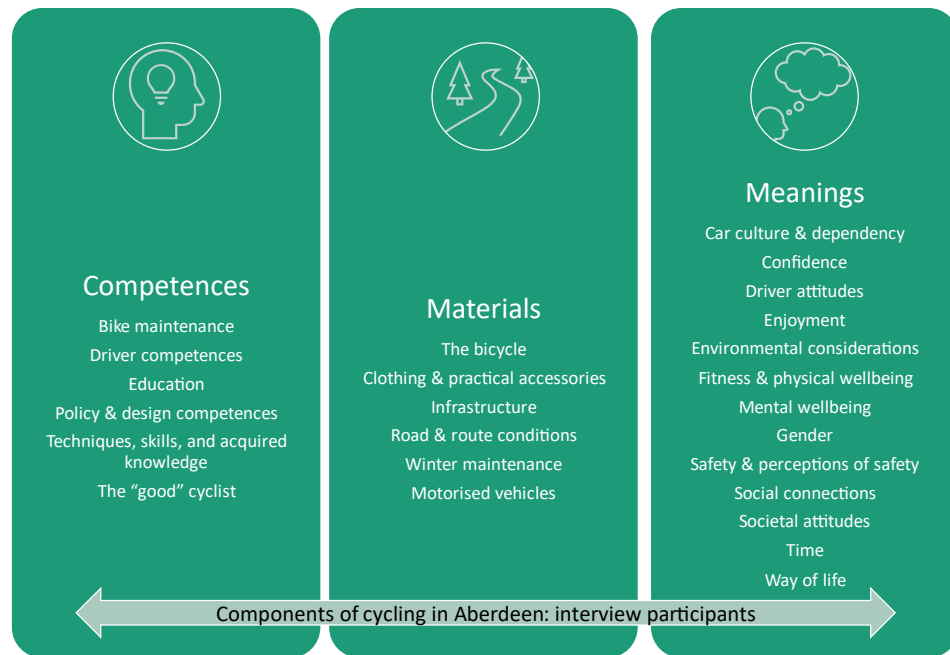 Competences
Bike maintenance
Driver competences
Education
Policy & design competences
Techniques, skills, and acquired
knowledge
The “good” cyclist
Materials
The bicycle
Clothing & practical accessories
Infrastructure
Road & route conditions
Winter maintenance
Motorised vehicles
Meanings
Car culture & dependency
Confidence
Driver attitudes
Enjoyment
Environmental considerations
Fitness & physical wellbeing
Mental wellbeing
Gender
Safety & perceptions of safety
Social connections
Societal attitudes
Time
Way of life
Components of cycling in Aberdeen: interview participants